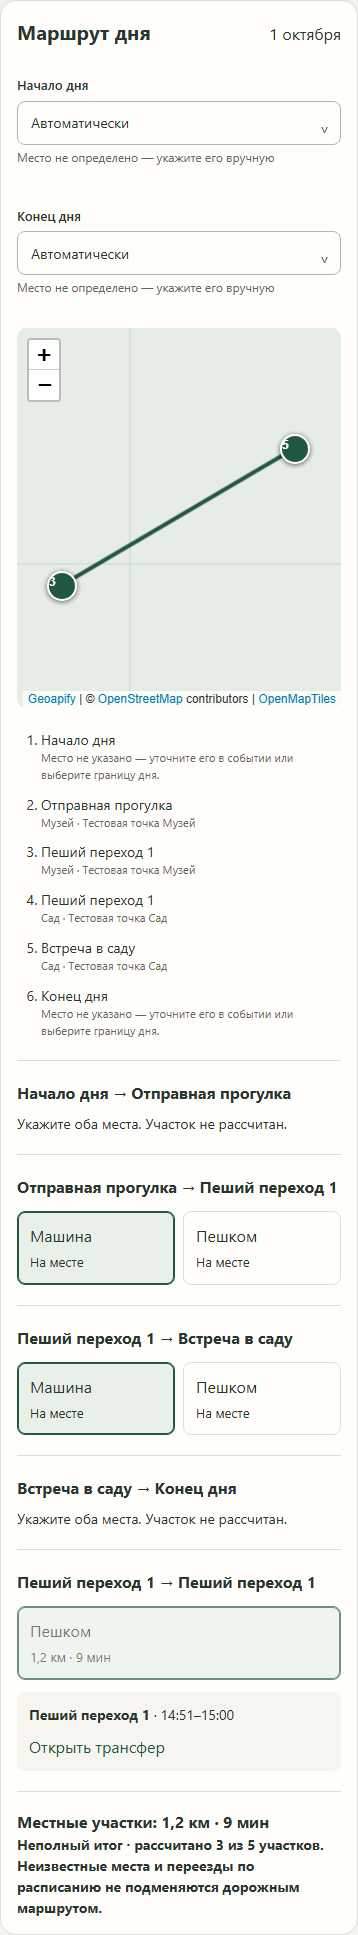 Маршрут дня
1 октября
Начало дня
Автоматически
v
Место не определено — укажите его вручную
Конец дня
Автоматически
v
Место не определено — укажите его вручную
+
−
5
3
Geoapify | © OpenStreetMap contributors | OpenMapTiles
1. Начало дня
Место не указано — уточните его в событии или
выберите границу дня.
2. Отправная прогулка
Музей · Тестовая точка Музей
3. Пеший переход 1
Музей · Тестовая точка Музей
4. Пеший переход 1
Сад · Тестовая точка Сад
5. Встреча в саду
Сад · Тестовая точка Сад
6. Конец дня
Место не указано — уточните его в событии или
выберите границу дня.
Начало дня → Отправная прогулка
Укажите оба места. Участок не рассчитан.
Отправная прогулка → Пеший переход 1
Машина
На месте
Пешком
На месте
Пеший переход 1 → Встреча в саду
Машина
На месте
Пешком
На месте
Встреча в саду → Конец дня
Укажите оба места. Участок не рассчитан.
Пеший переход 1 → Пеший переход 1
Пешком
1,2 км · 9 мин
Пеший переход 1 · 14:51–15:00
Открыть трансфер
Местные участки: 1,2 км · 9 мин
Неполный итог · рассчитано 3 из 5 участков.
Неизвестные места и переезды по
расписанию не подменяются дорожным
маршрутом.